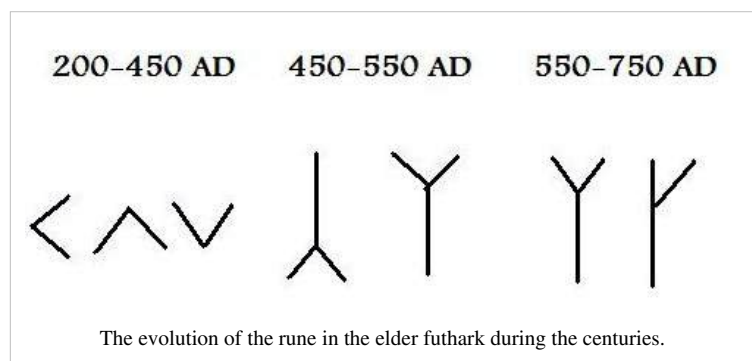 200-450 AD 450-550 AD 550-750 AD
The evolution of the rune in the elder futhark during the centuries.